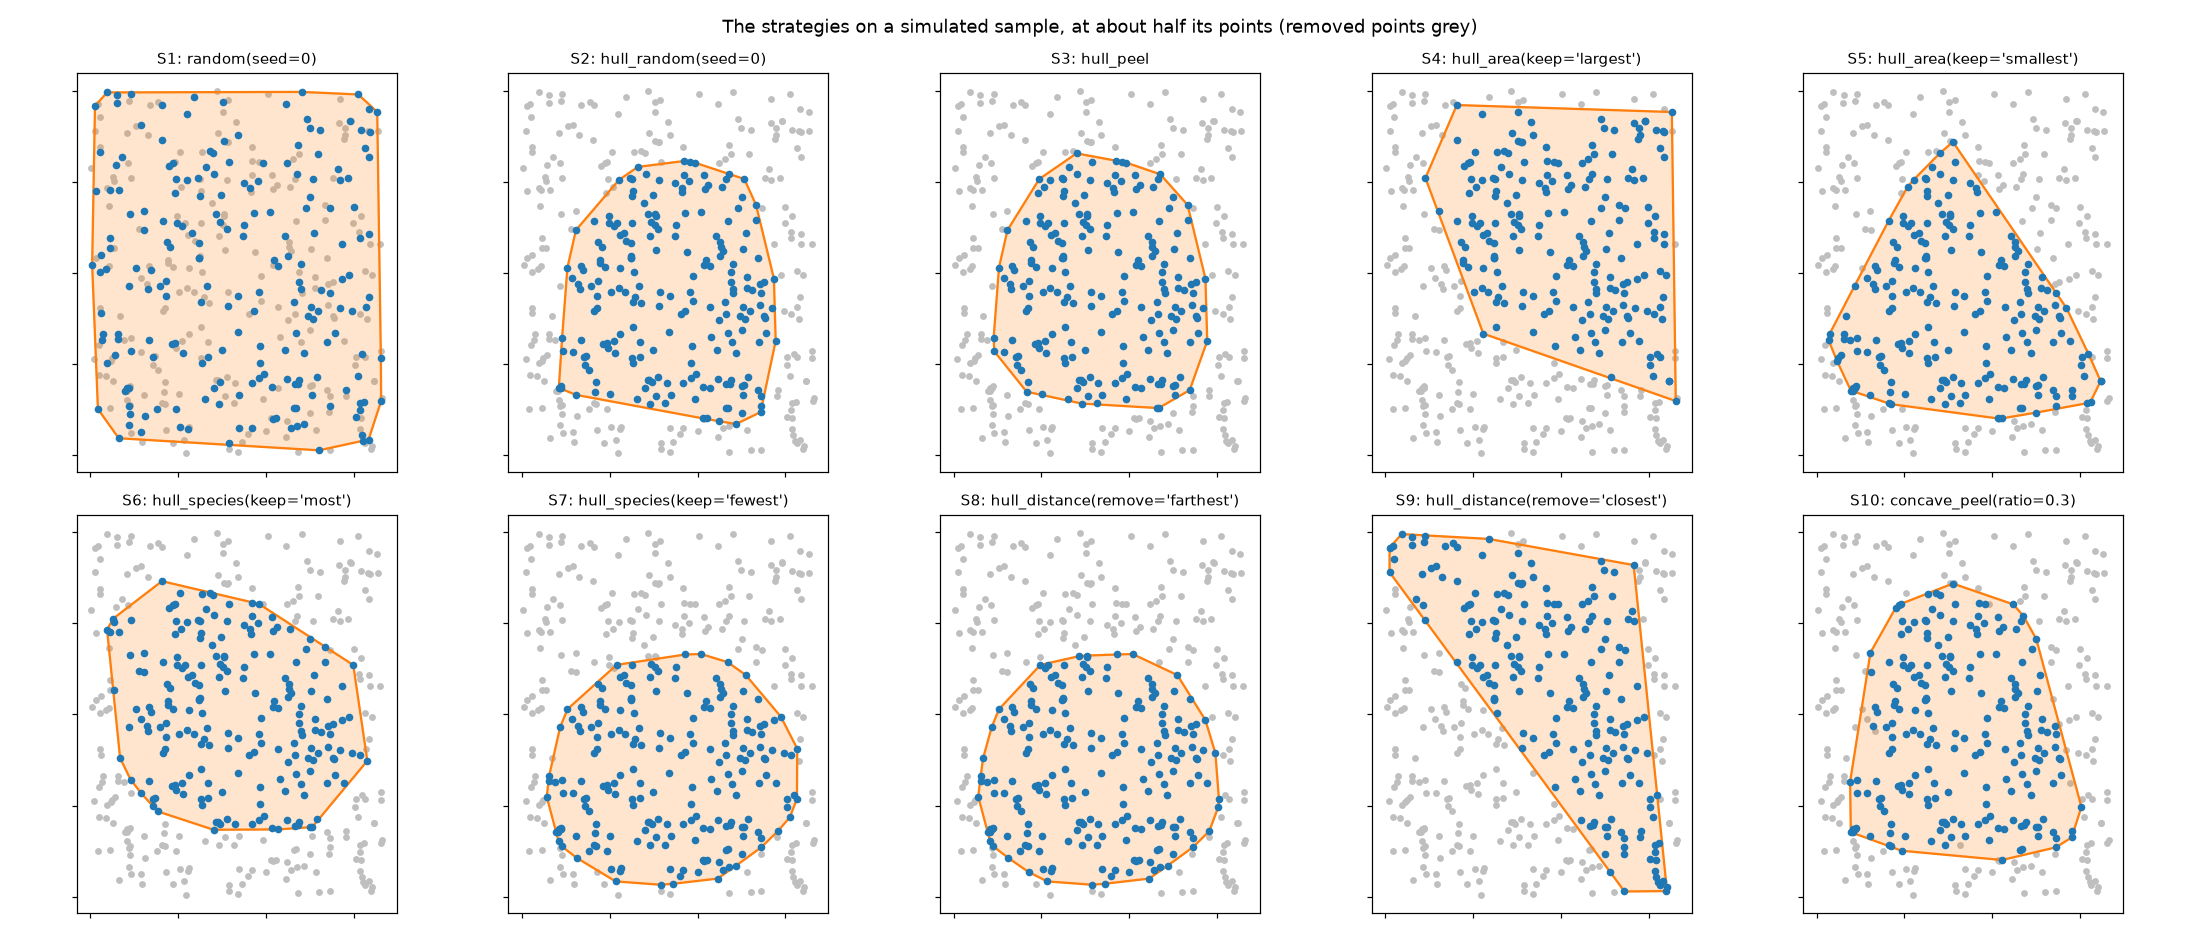 The strategies on a simulated sample, at about half its points (removed points grey)
S1: random(seed=0)
S2: hull_random(seed=0)
S3: hull_peel
S4: hull_area(keep='largest')
S5: hull_area(keep='smallest')
S6: hull_species(keep='most')
S7: hull_species(keep='fewest')
S8: hull_distance(remove='farthest')
S9: hull_distance(remove='closest')
S10: concave_peel(ratio=0.3)